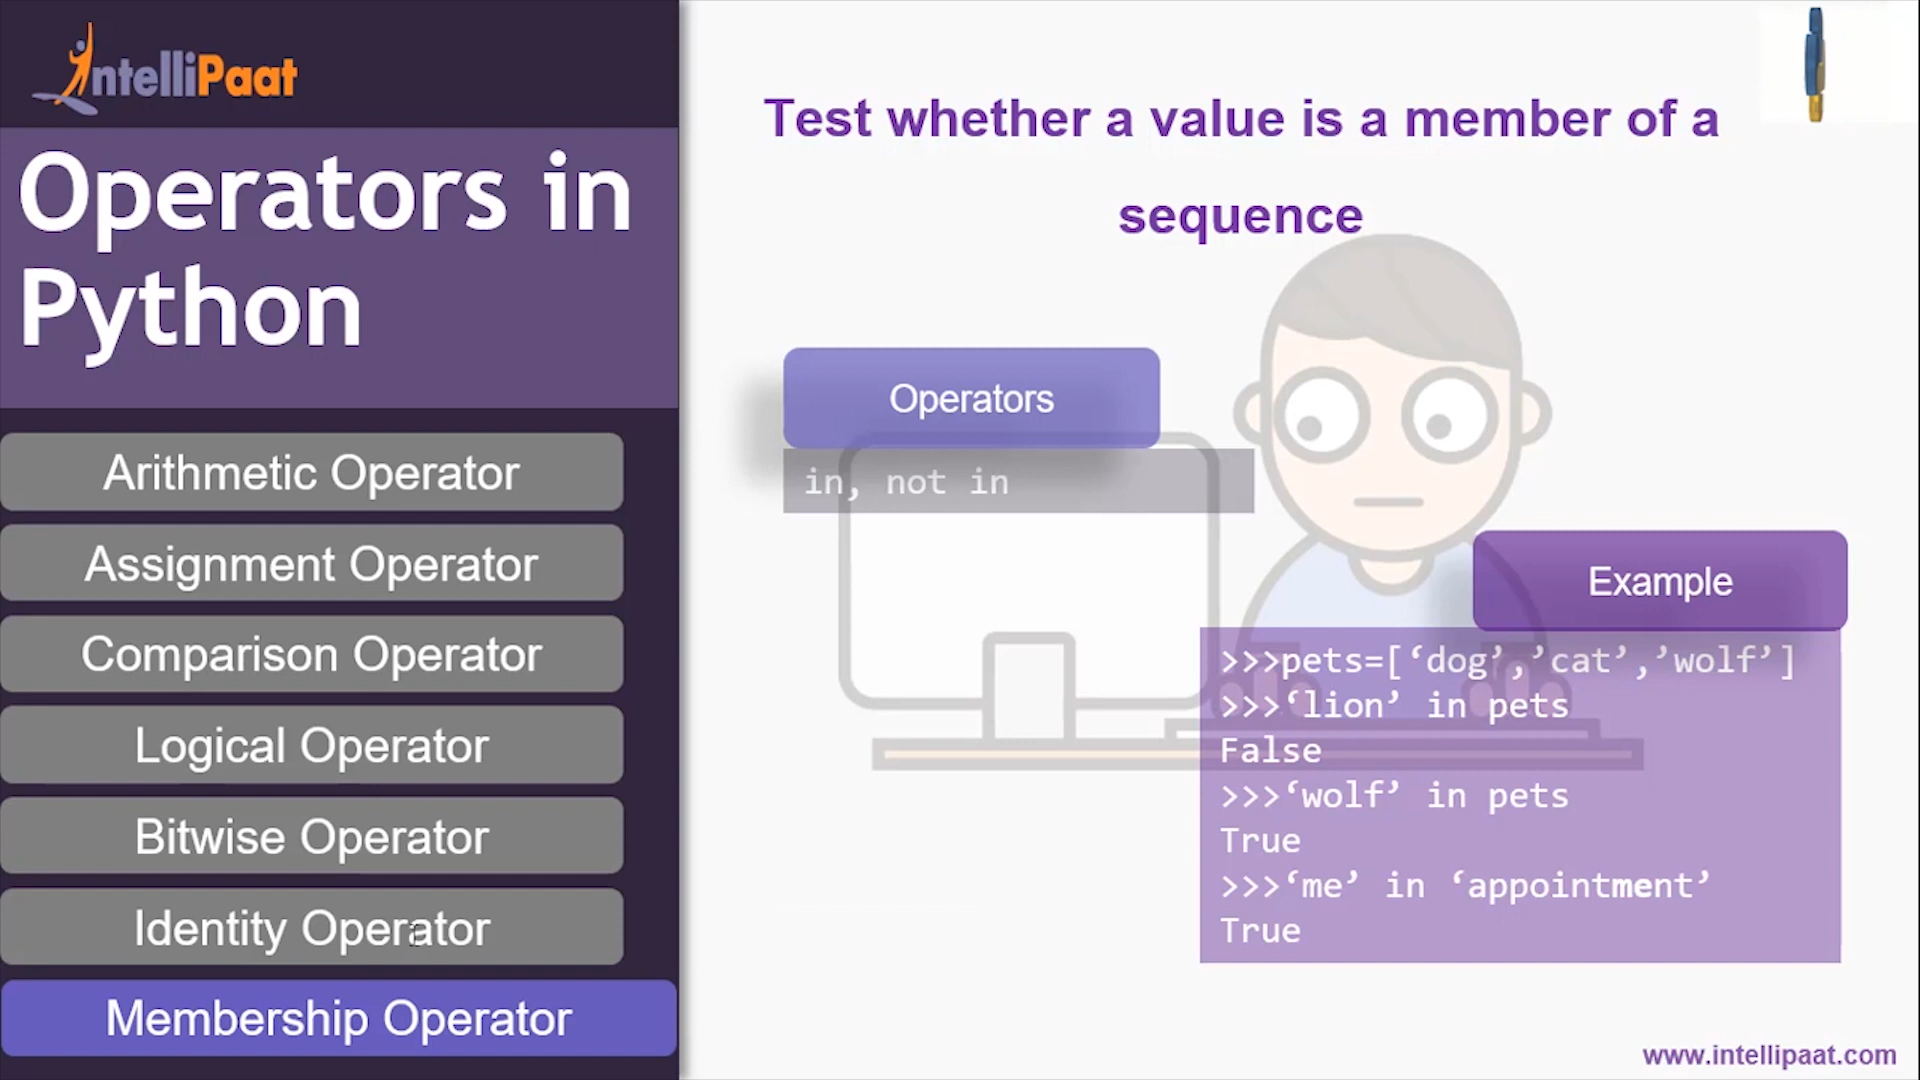 IntelliPaat
Operators in
Python
Arithmetic Operator
Assignment Operator
Comparison Operator
Logical Operator
Bitwise Operator
Identity Operator
Membership Operator
Test whether a value is a member of a
sequence
Operators
in, not in
Example
>>>pets=[‘dog’,’cat’,’wolf’]
>>>‘lion’ in pets
False
>>>‘wolf’ in pets
True
>>>‘me’ in ‘appointment’
True
www.intellipaat.com